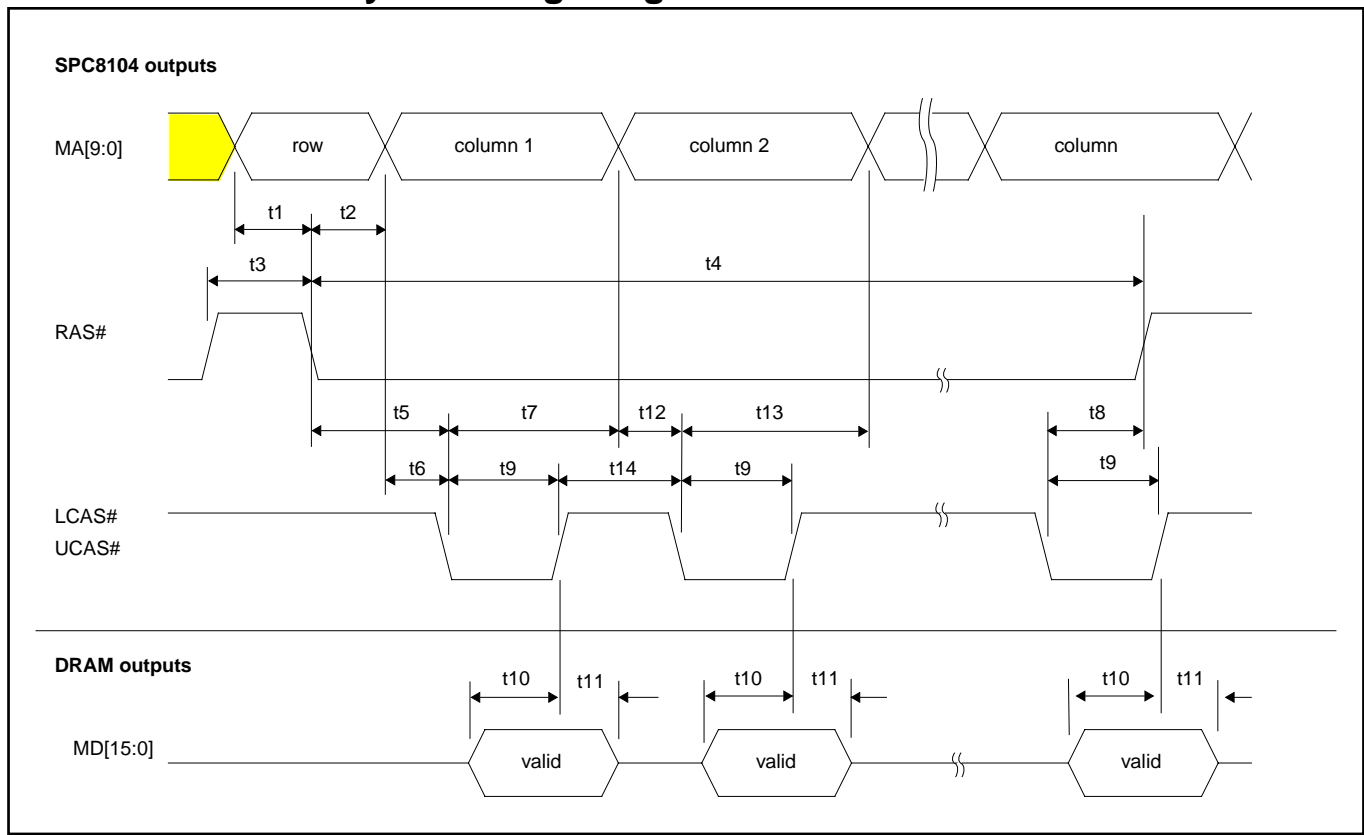 SPC8104 outputs
MA[9:0]
row
column 1
column 2
column
t1
t2
t3
t4
RAS#
t5
t7
t12
t13
t8
t6
t9
t14
t9
t9
LCAS#
UCAS#
DRAM outputs
t10
t11
t10
t11
t10
t11
MD[15:0]
valid
valid
valid